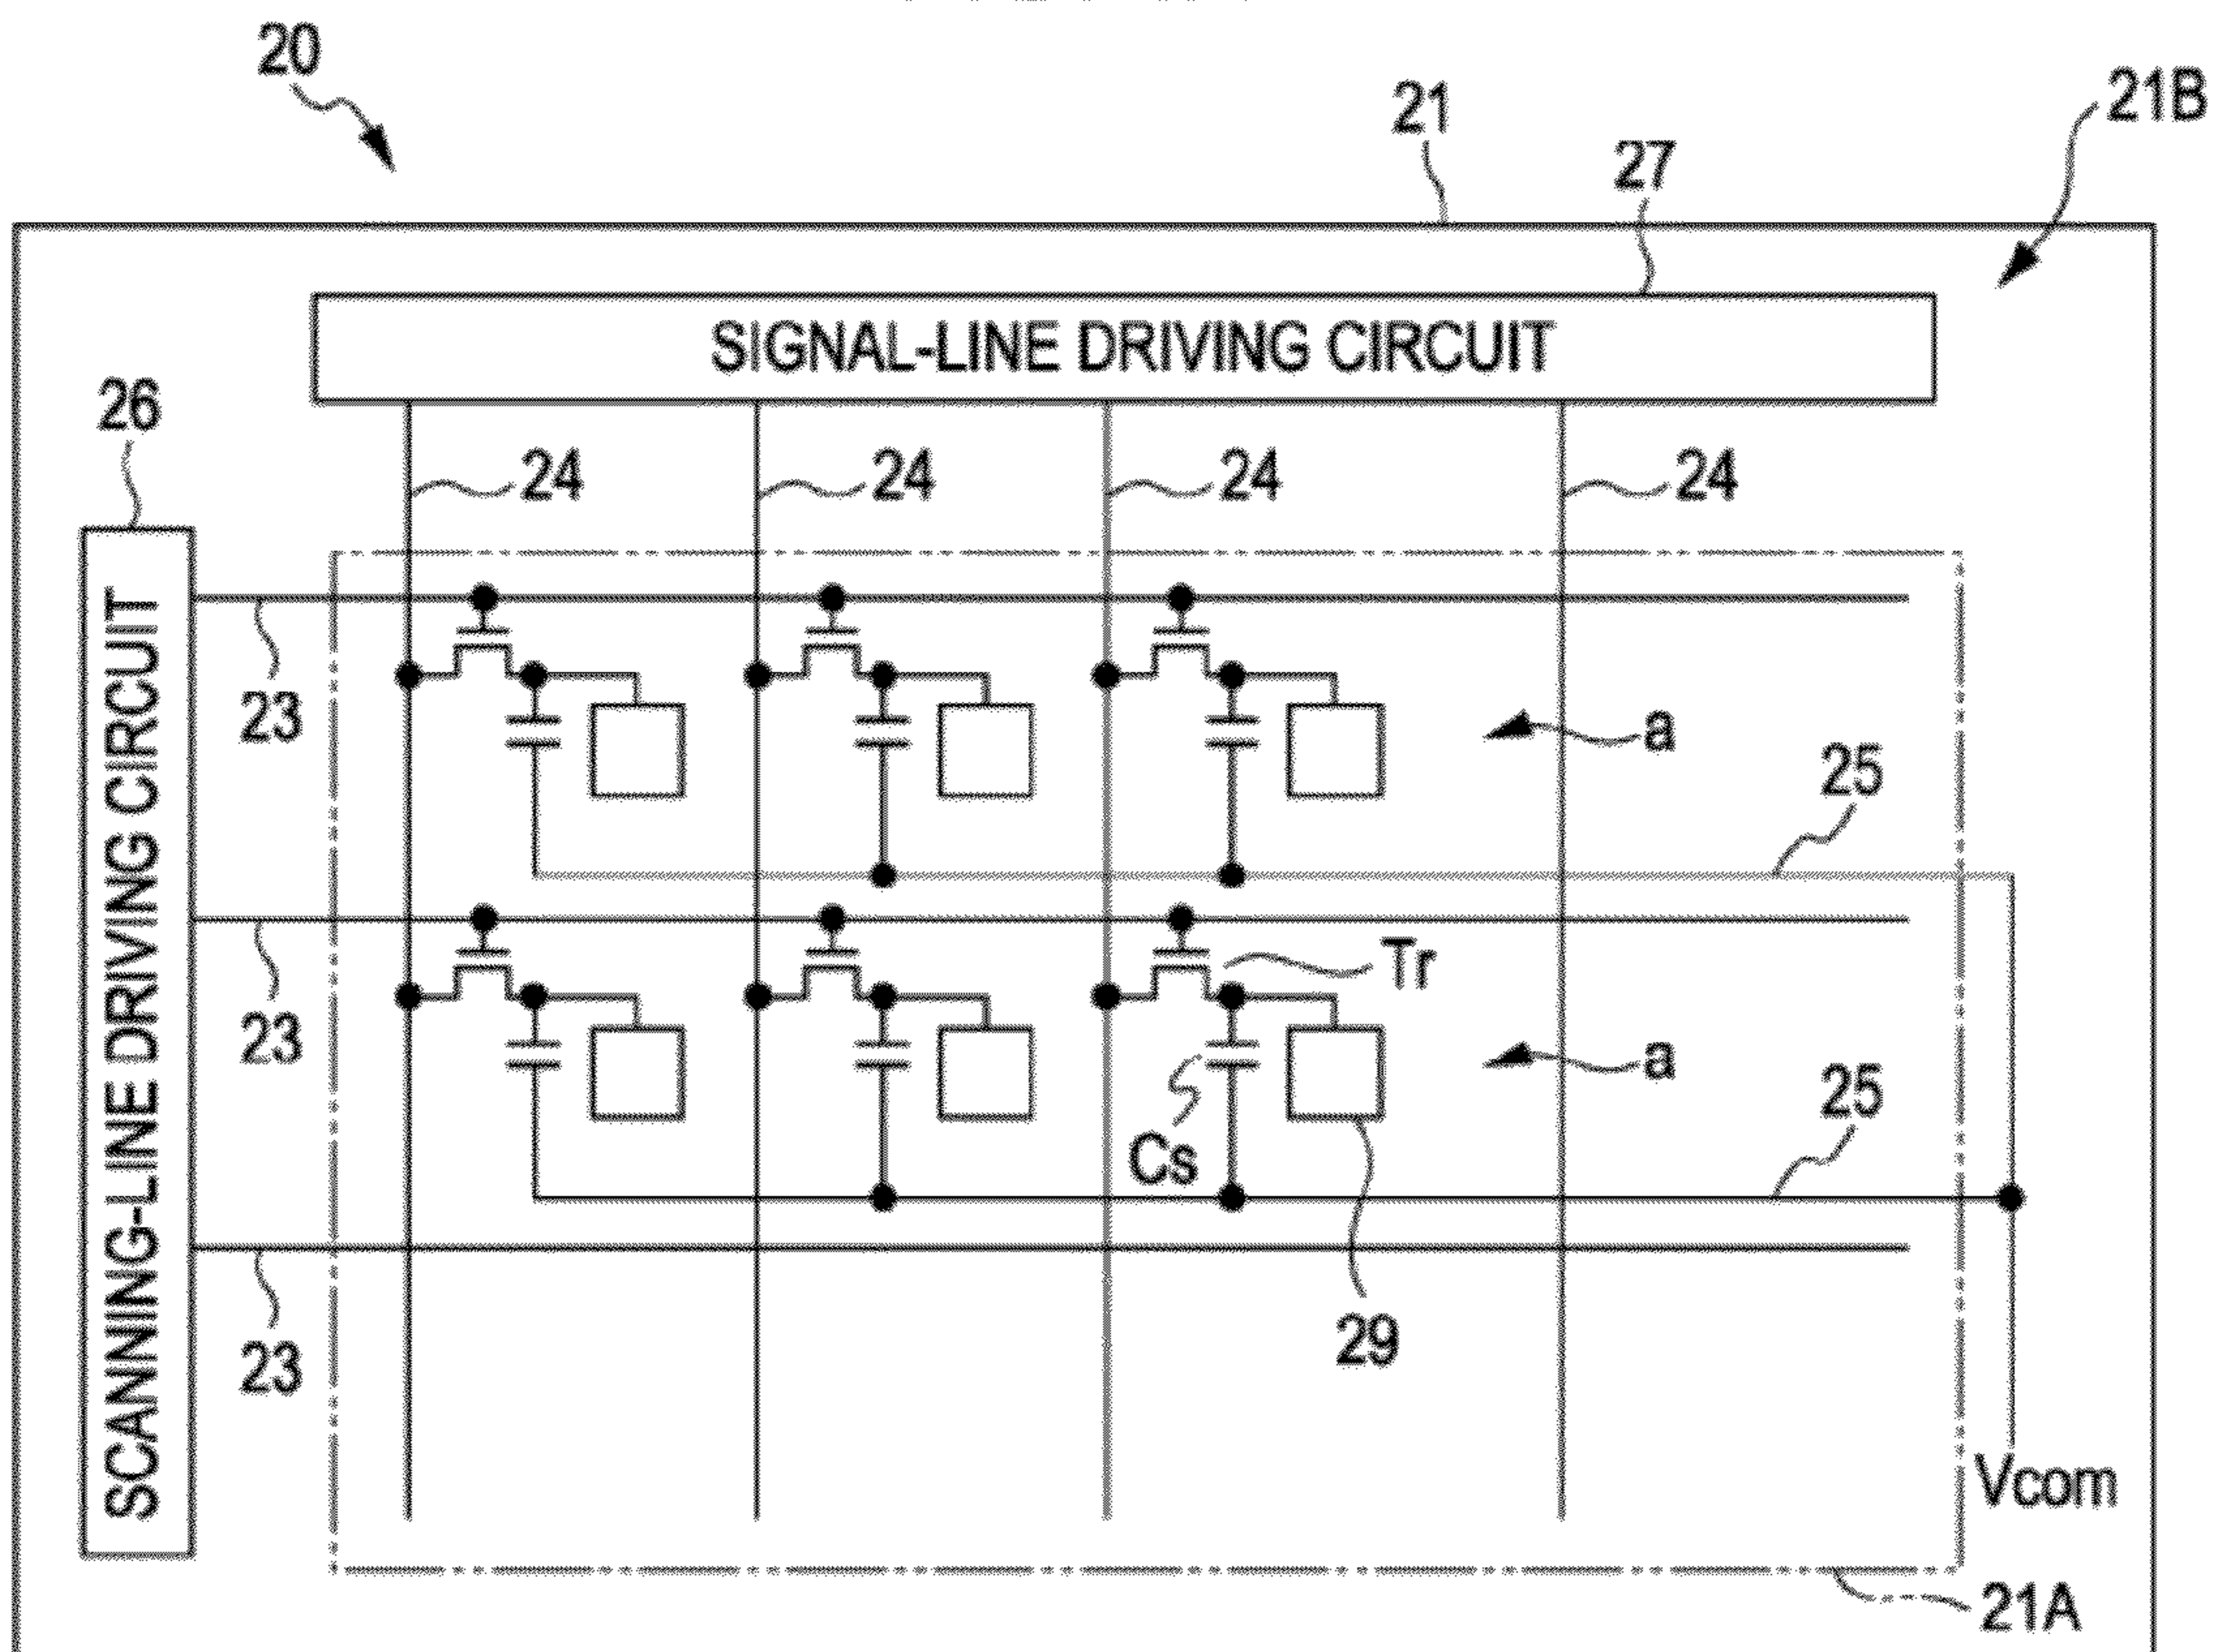 20
21
21B
27
SIGNAL-LINE DRIVING CIRCUIT
26
24
24
24
24
SCANNING-LINE DRIVING CIRCUIT
23
a
25
Tr
23
a
25
Cs
29
23
Vcom
21A